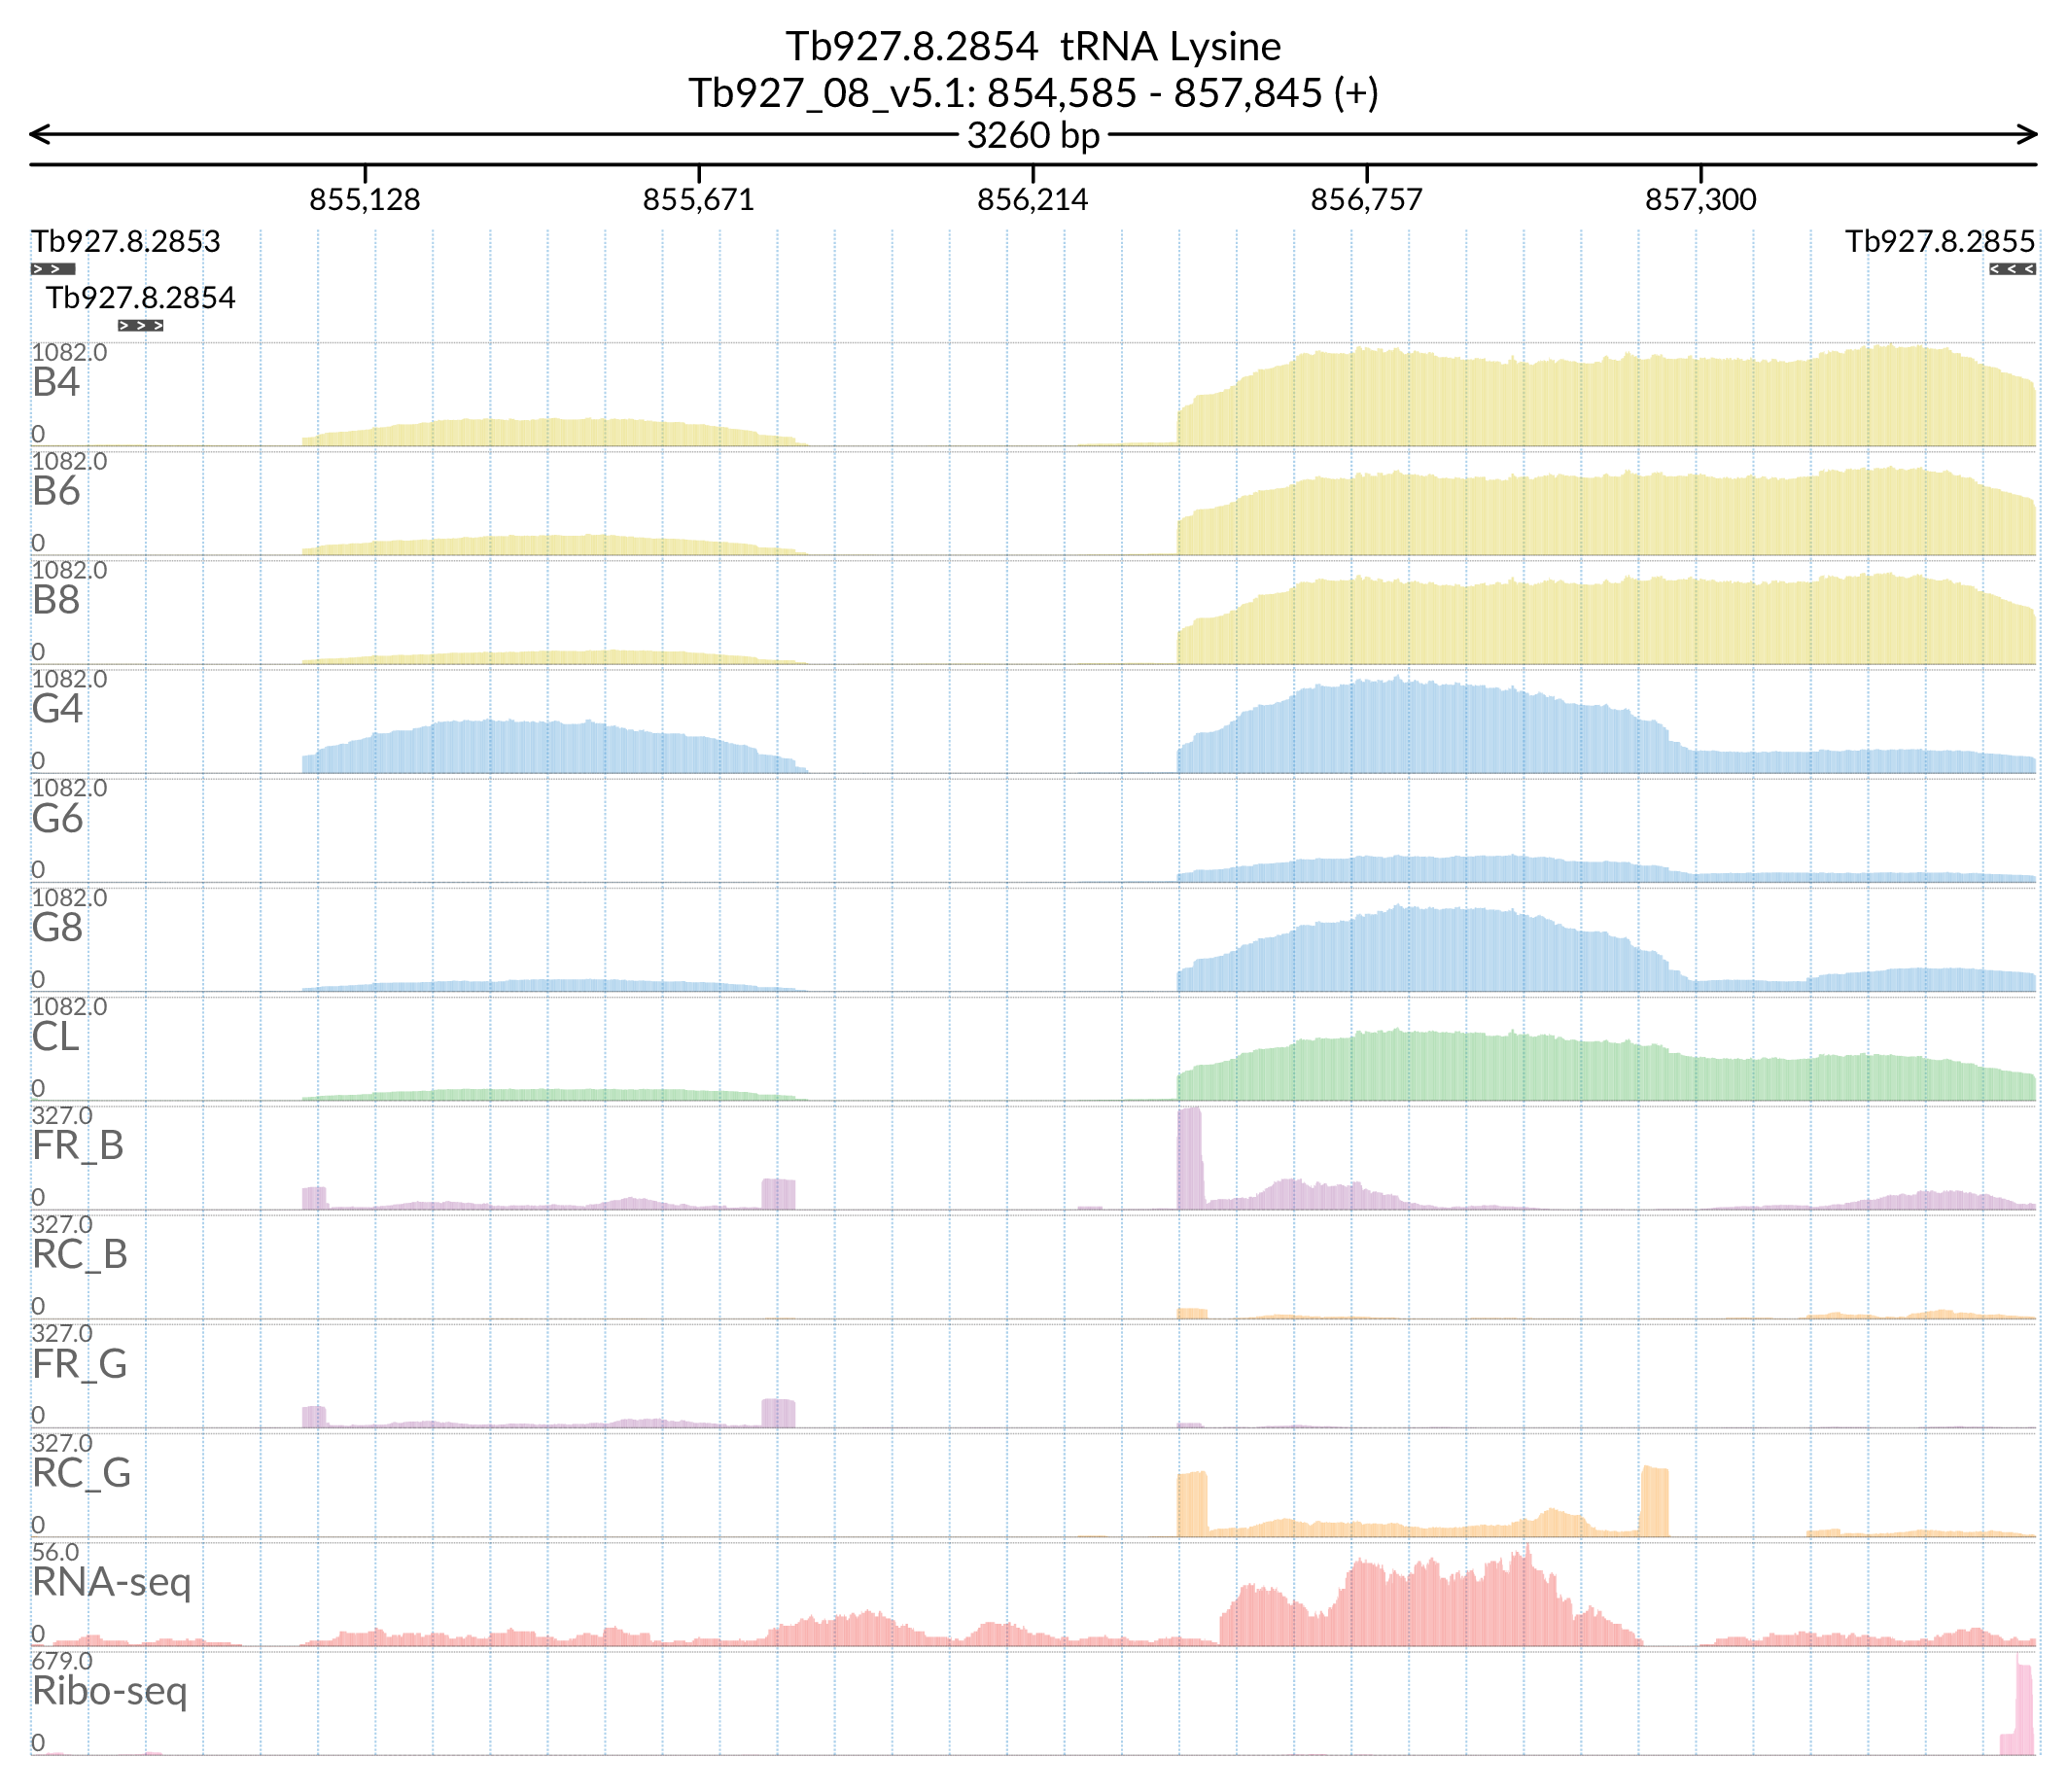 Tb927.8.2854  tRNA Lysine
Tb927_08_v5.1: 854,585 - 857,845 (+)
3260 bp
855,128 855,671 856,214 856,757 857,300
Tb927.8.2853 Tb927.8.2855
Tb927.8.2854
1082.0
B4
0
1082.0
B6
0
1082.0
B8
0
1082.0
G4
0
1082.0
G6
0
1082.0
G8
0
1082.0
CL
0
327.0
FR_B
0
327.0
RC_B
0
327.0
FR_G
0
327.0
RC_G
0
56.0
RNA-seq
0
679.0
Ribo-seq
0